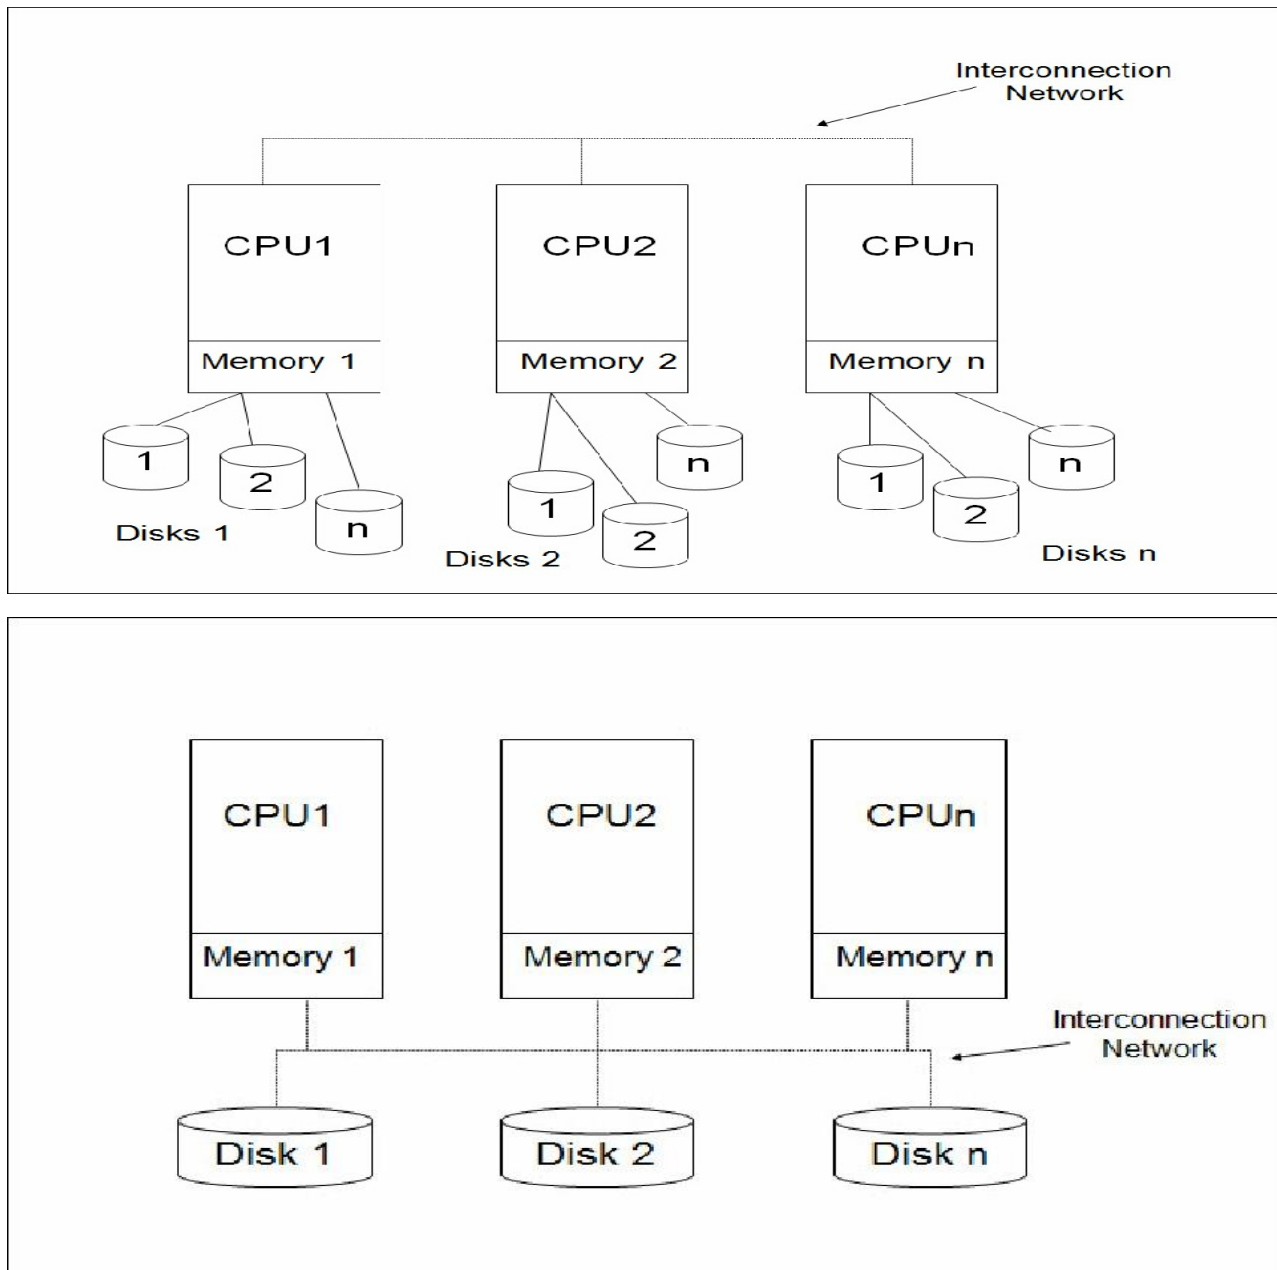 Interconnection
Network
CPU1 CPU2 CPUn
Memory 1 Memory 2 Memory n
1 2 n
1 2 n
1 2 n
Disks 1 Disks 2 Disks n
CPU1 CPU2 CPUn
Memory 1 Memory 2 Memory n
Interconnection
Network
Disk 1 Disk 2 Disk n